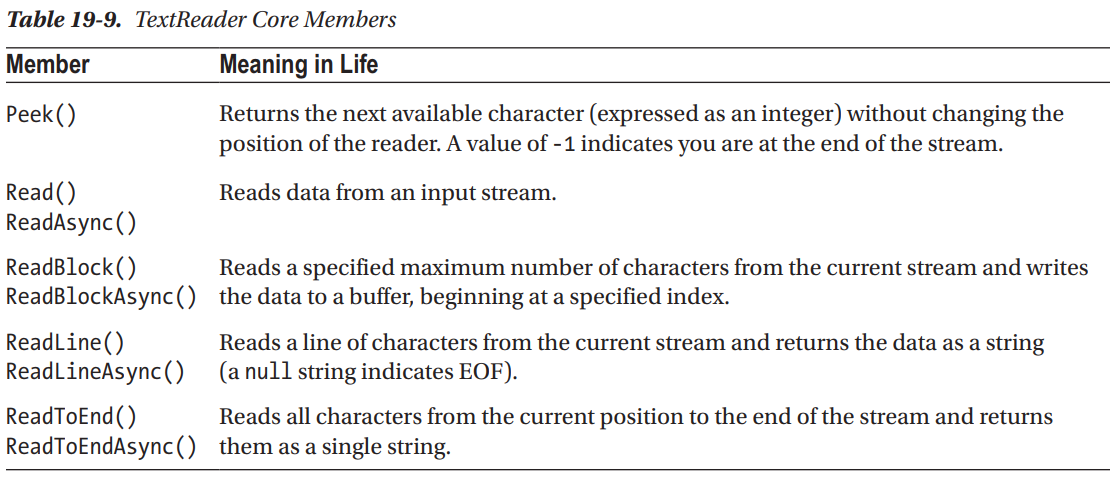 Table 19-9. TextReader Core Members
Member Meaning in Life
Peek() Returns the next available character (expressed as an integer) without changing the
position of the reader. A value of -1 indicates you are at the end of the stream.
Read() Reads data from an input stream.
ReadAsync()
ReadBlock() Reads a specified maximum number of characters from the current stream and writes
ReadBlockAsync() the data to a buffer, beginning at a specified index.
ReadLine() Reads a line of characters from the current stream and returns the data as a string
ReadLineAsync() (a null string indicates EOF).
ReadToEnd() Reads all characters from the current position to the end of the stream and returns
ReadToEndAsync() them as a single string.